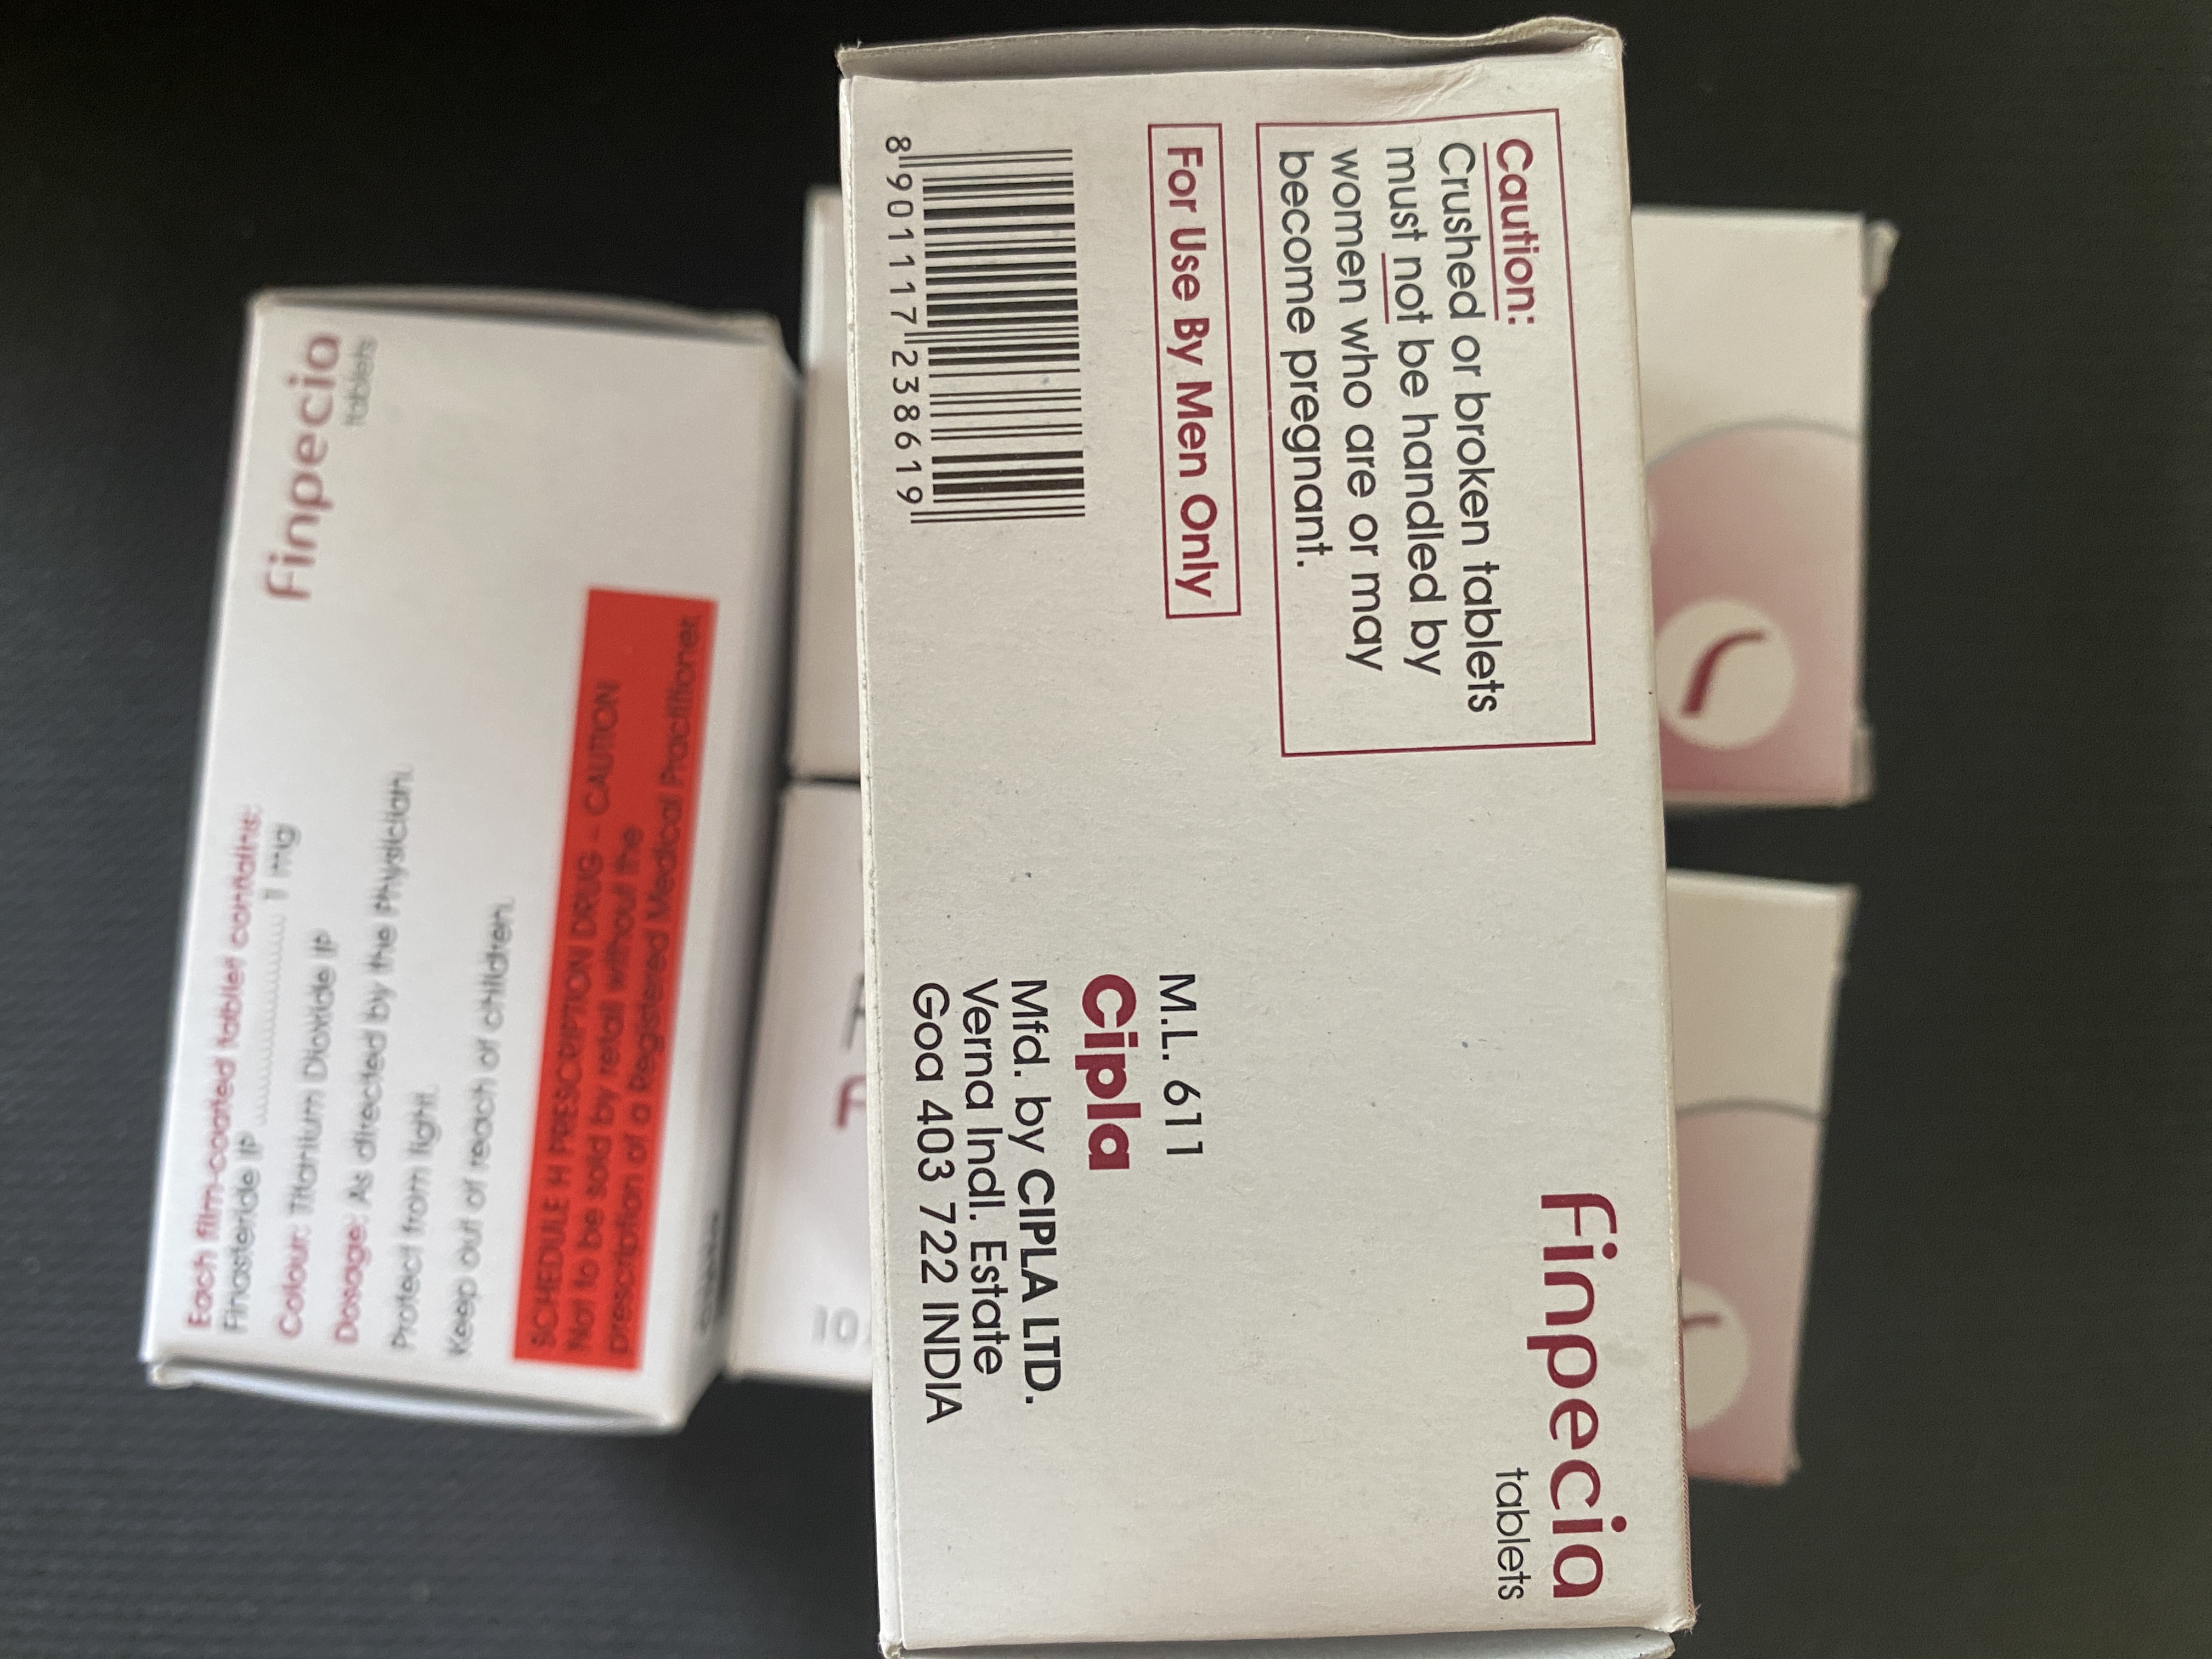 Caution:
Crushed or broken tablets
must not be handled by
women who are or may
become pregnant.
For Use By Men Only
8 901117 238619
finpecia
tablets
M.L. 611
Cipla
Mfd. by CIPLA LTD.
Verna Indl. Estate
Goa 403 722 INDIA
finpecia
tablets
Each film-coated tablet contains:
Finasteride IP .................. 1 mg
Colour: Titanium Dioxide IP
Dosage: As directed by the Physician.
Protect from light.
Keep out of reach of children.
SCHEDULE H PRESCRIPTION DRUG – CAUTION
Not to be sold by retail without the
prescription of a Registered Medical Practitioner.
10